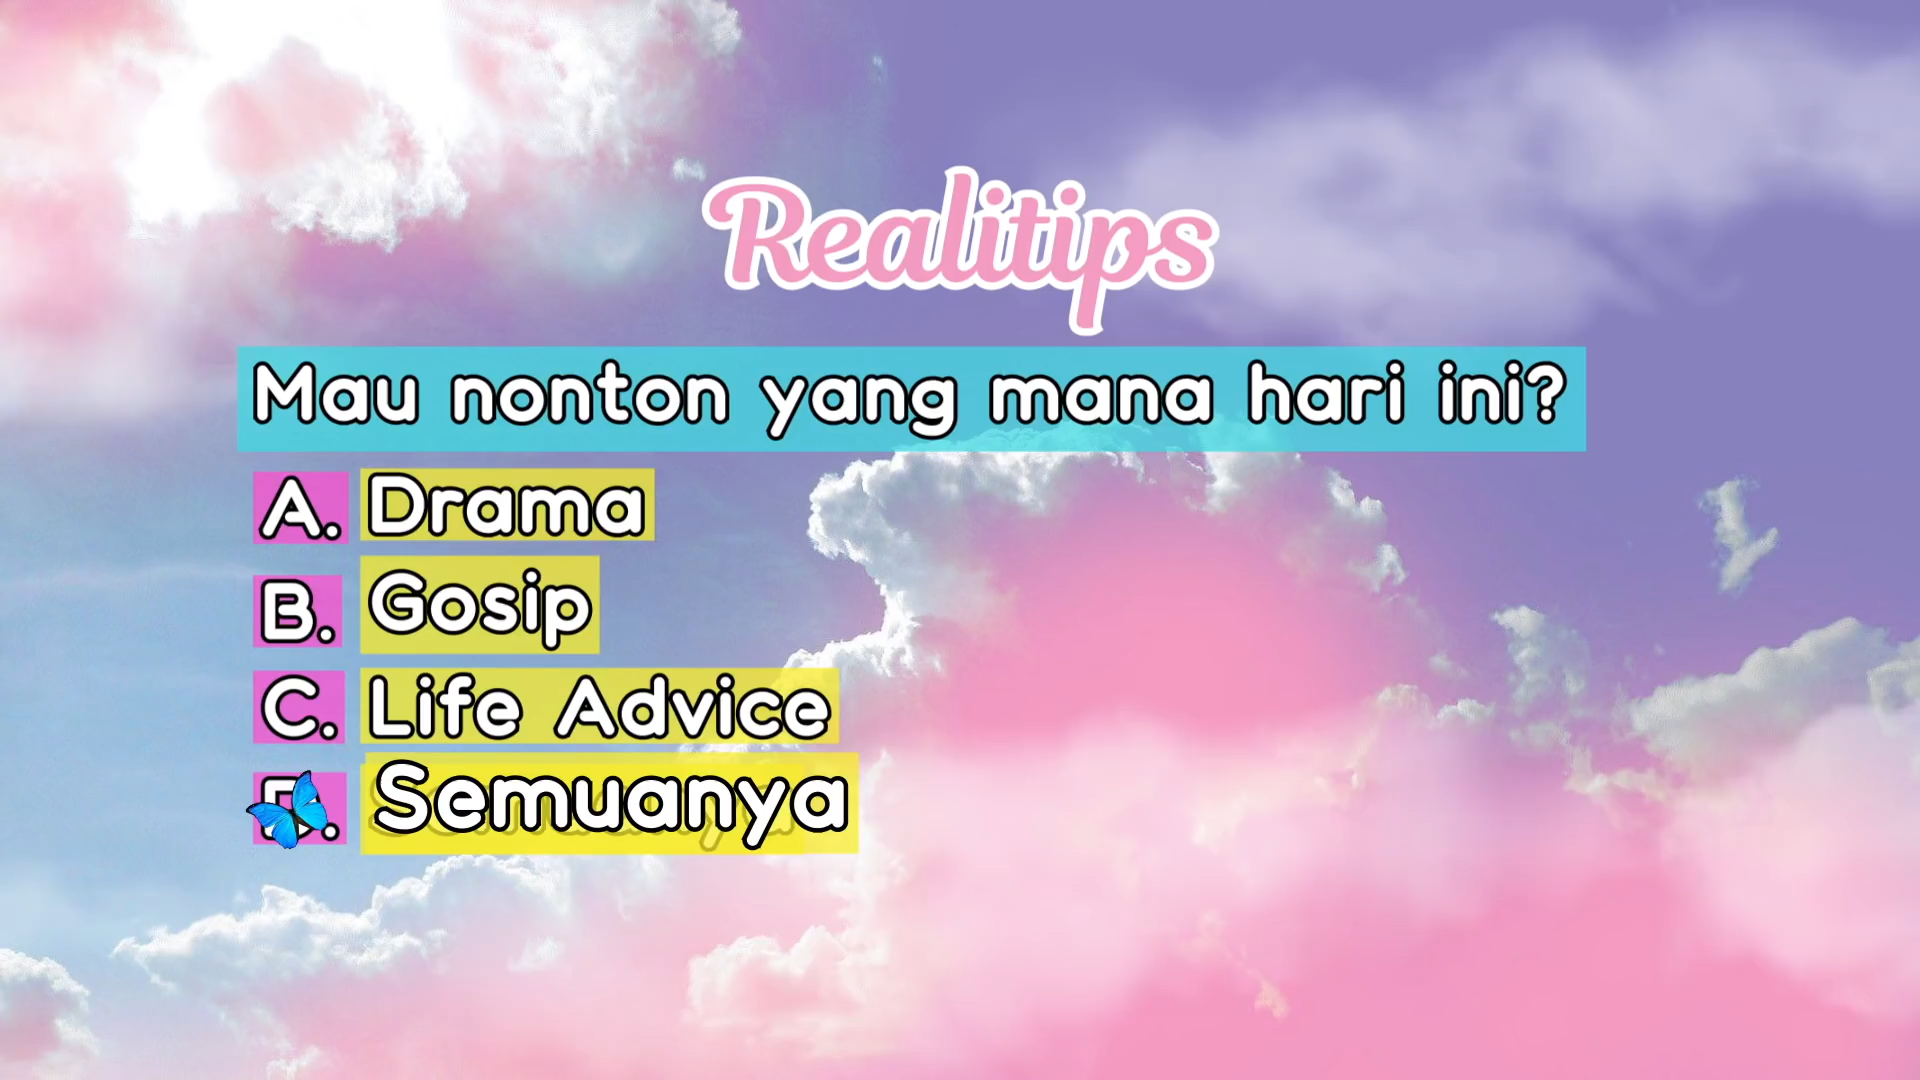 Realitips
Mau nonton yang mana hari ini?
A. Drama
B. Gosip
C. Life Advice
D. Semuanya